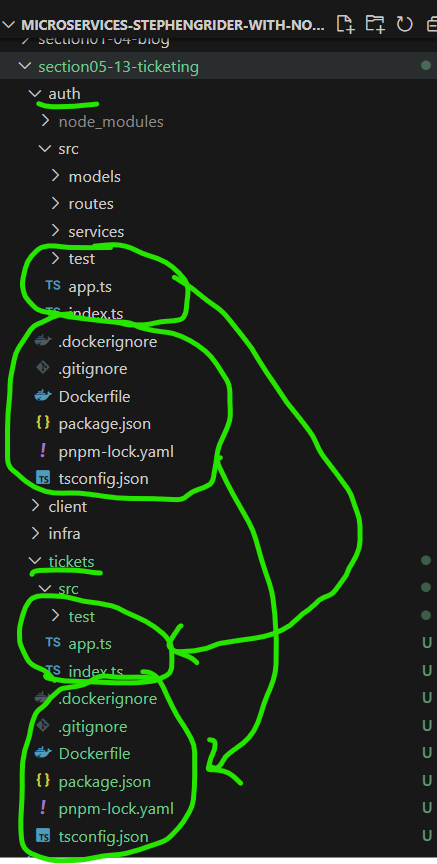 MICROSERVICES-STEPHENGRIDER-WITH-NO...
section01-04-blog
section05-13-ticketing
auth
node_modules
src
models
routes
services
test
TS app.ts
TS index.ts
.dockerignore
.gitignore
Dockerfile
{} package.json
! pnpm-lock.yaml
TS tsconfig.json
client
infra
tickets
src
test
TS app.ts U
TS index.ts U
.dockerignore U
.gitignore U
Dockerfile U
{} package.json U
! pnpm-lock.yaml U
TS tsconfig.json U